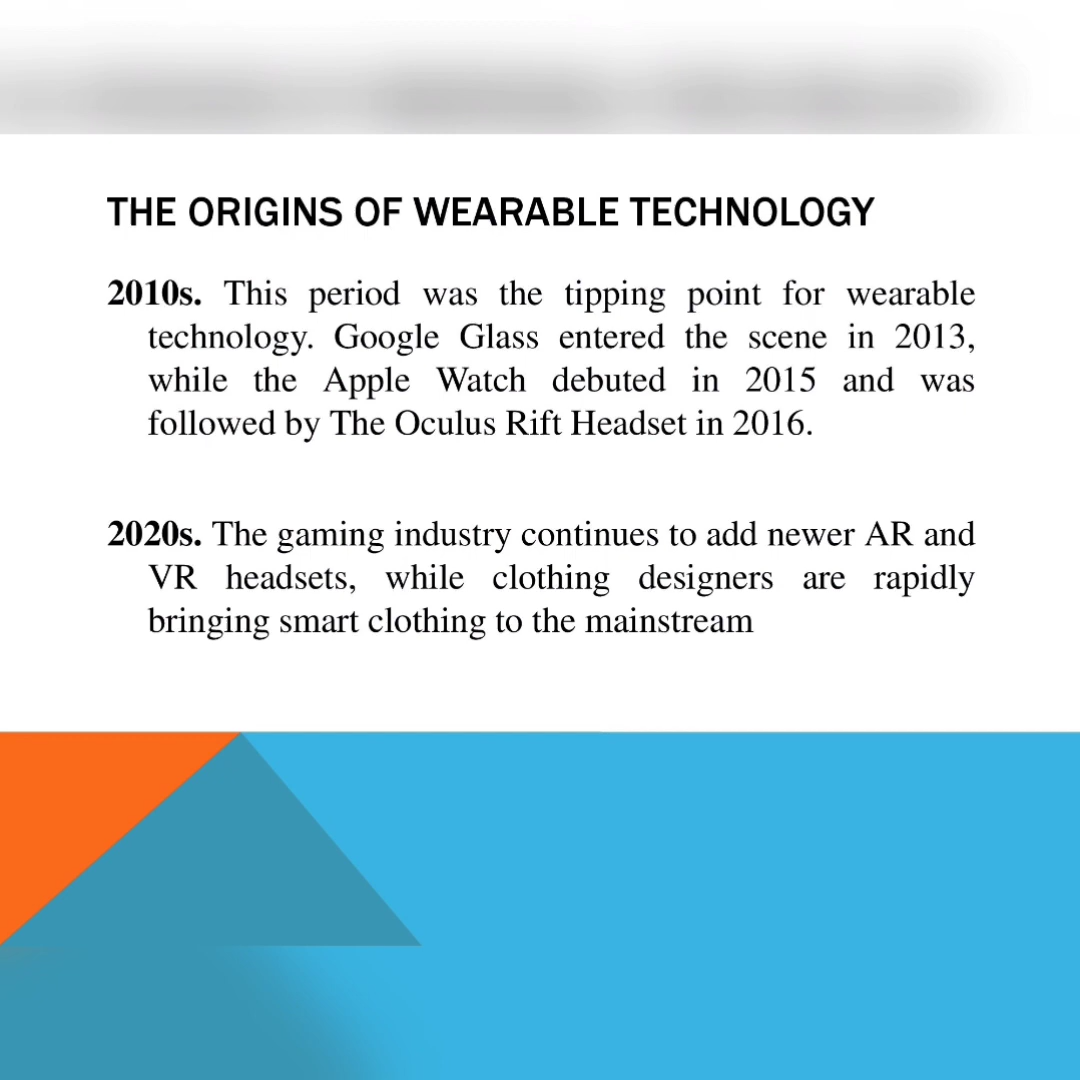 THE ORIGINS OF WEARABLE TECHNOLOGY
2010s. This period was the tipping point for wearable
technology. Google Glass entered the scene in 2013,
while the Apple Watch debuted in 2015 and was
followed by The Oculus Rift Headset in 2016.
2020s. The gaming industry continues to add newer AR and
VR headsets, while clothing designers are rapidly
bringing smart clothing to the mainstream